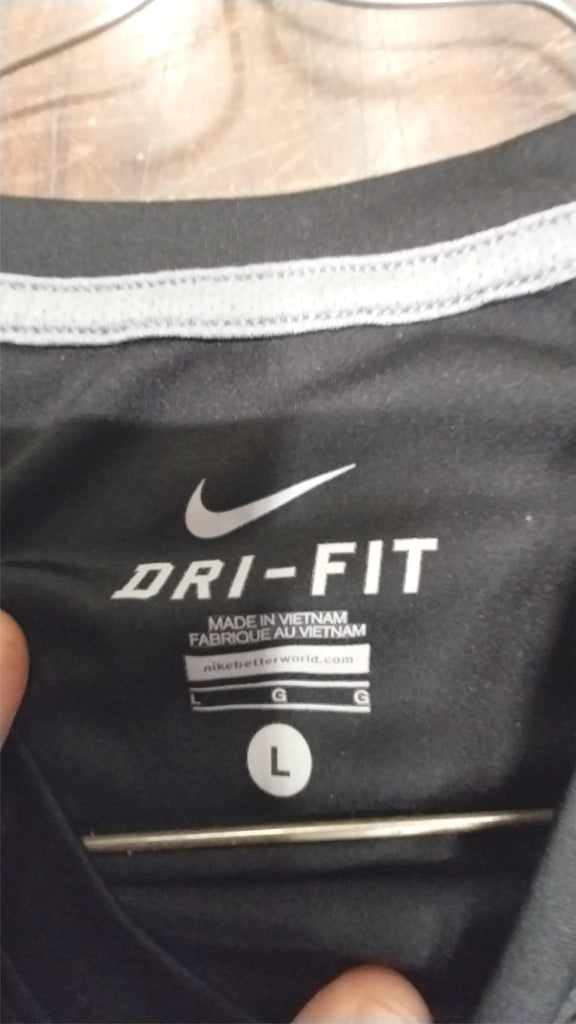 DRI-FIT
MADE IN VIETNAM
FABRIQUE AU VIETNAM
nikebetterworld.com
L G G
L